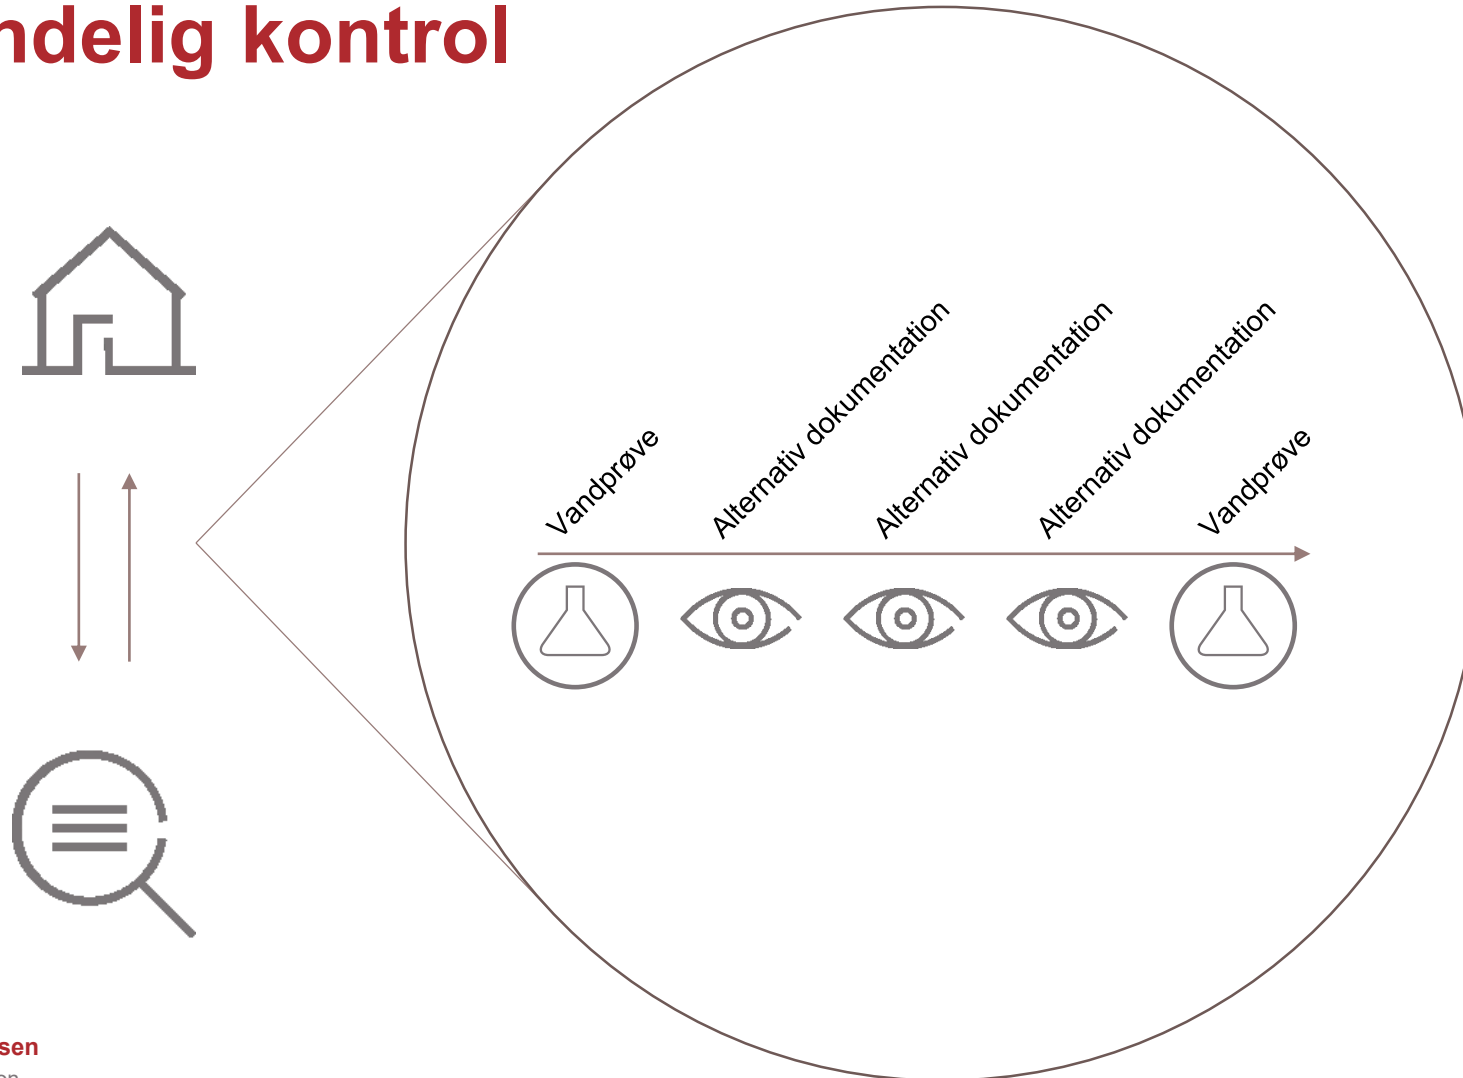 ndelig kontrol
Vandprøve
Alternativ dokumentation
Alternativ dokumentation
Alternativ dokumentation
Vandprøve
sen